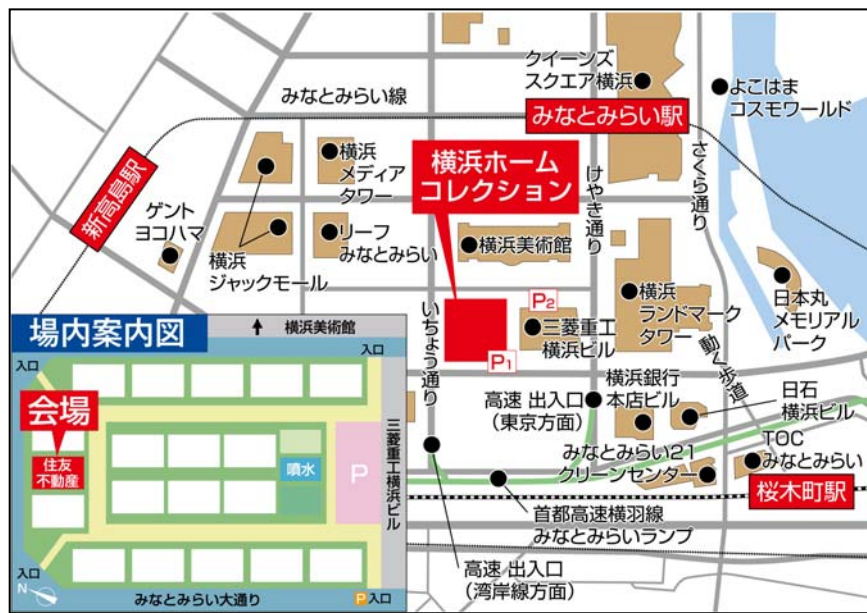 クイーンズ
スクエア横浜
よこはま
コスモワールド
みなとみらい線
みなとみらい駅
横浜
メディア
タワー
横浜ホーム
コレクション
けやき通り
さくら通り
新高島駅
ゲント
ヨコハマ
横浜
ジャックモール
リーフ
みなとみらい
横浜美術館
いちょう通り
P1
P2
三菱重工
横浜ビル
横浜
ランドマーク
タワー
日本丸
メモリアル
パーク
動く歩道
高速 出入口
(東京方面)
横浜銀行
本店ビル
日石
横浜ビル
みなとみらい21
クリーンセンター
TOC
みなとみらい
桜木町駅
首都高速横羽線
みなとみらいランプ
高速 出入口
(湾岸線方面)
場内案内図
横浜美術館
入口
入口
会場
住友
不動産
噴水
P
三菱重工横浜ビル
入口
N
みなとみらい大通り
P入口